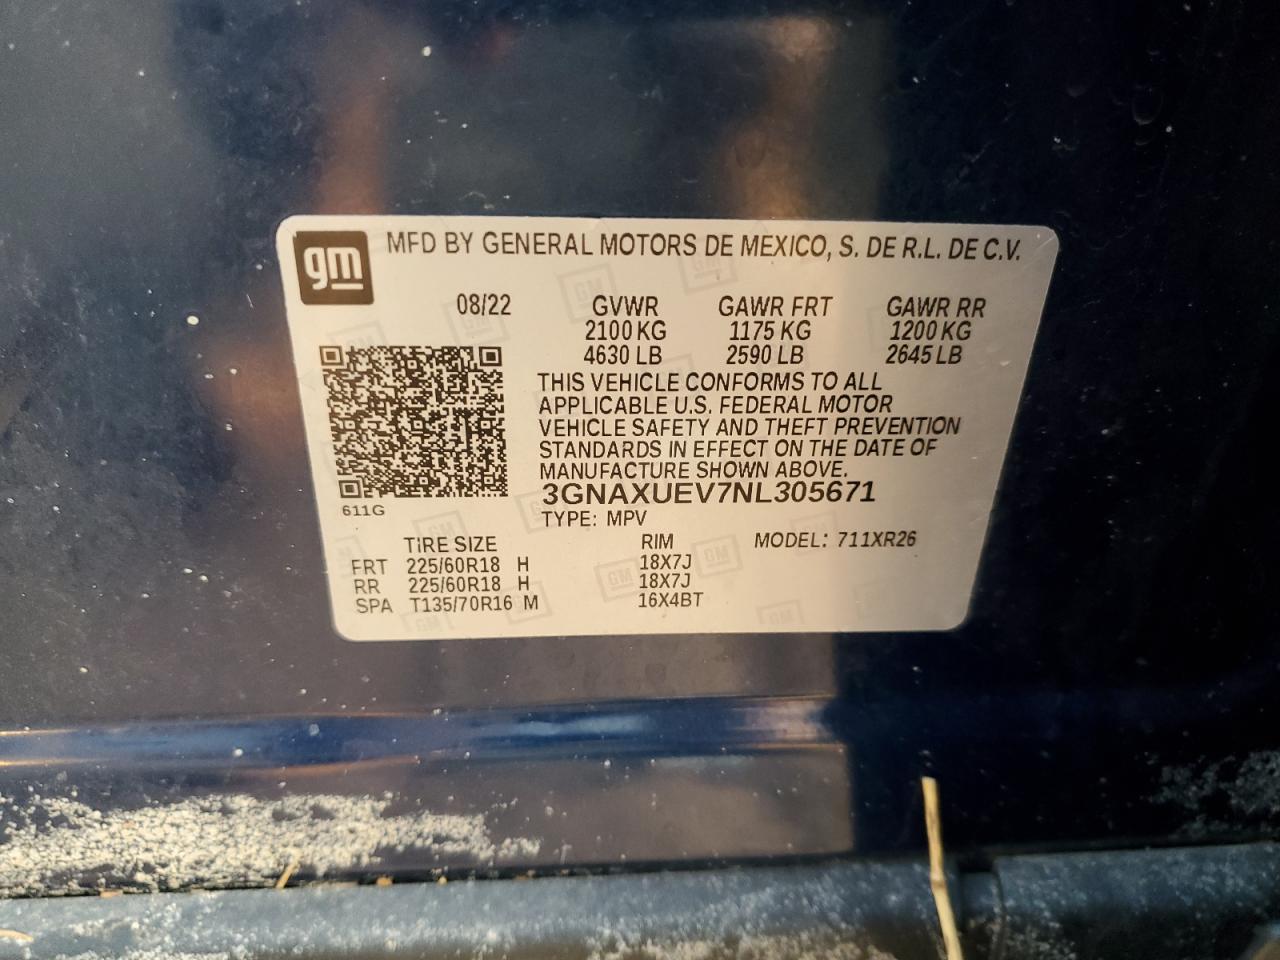 gm MFD BY GENERAL MOTORS DE MEXICO, S. DE R.L. DE C.V.
08/22 GVWR GAWR FRT GAWR RR
2100 KG 1175 KG 1200 KG
4630 LB 2590 LB 2645 LB
THIS VEHICLE CONFORMS TO ALL
APPLICABLE U.S. FEDERAL MOTOR
VEHICLE SAFETY AND THEFT PREVENTION
STANDARDS IN EFFECT ON THE DATE OF
MANUFACTURE SHOWN ABOVE.
3GNAXUEV7NL305671
611G
TYPE: MPV
TIRE SIZE RIM MODEL: 711XR26
FRT 225/60R18 H 18X7J
RR 225/60R18 H 18X7J
SPA T135/70R16 M 16X4BT